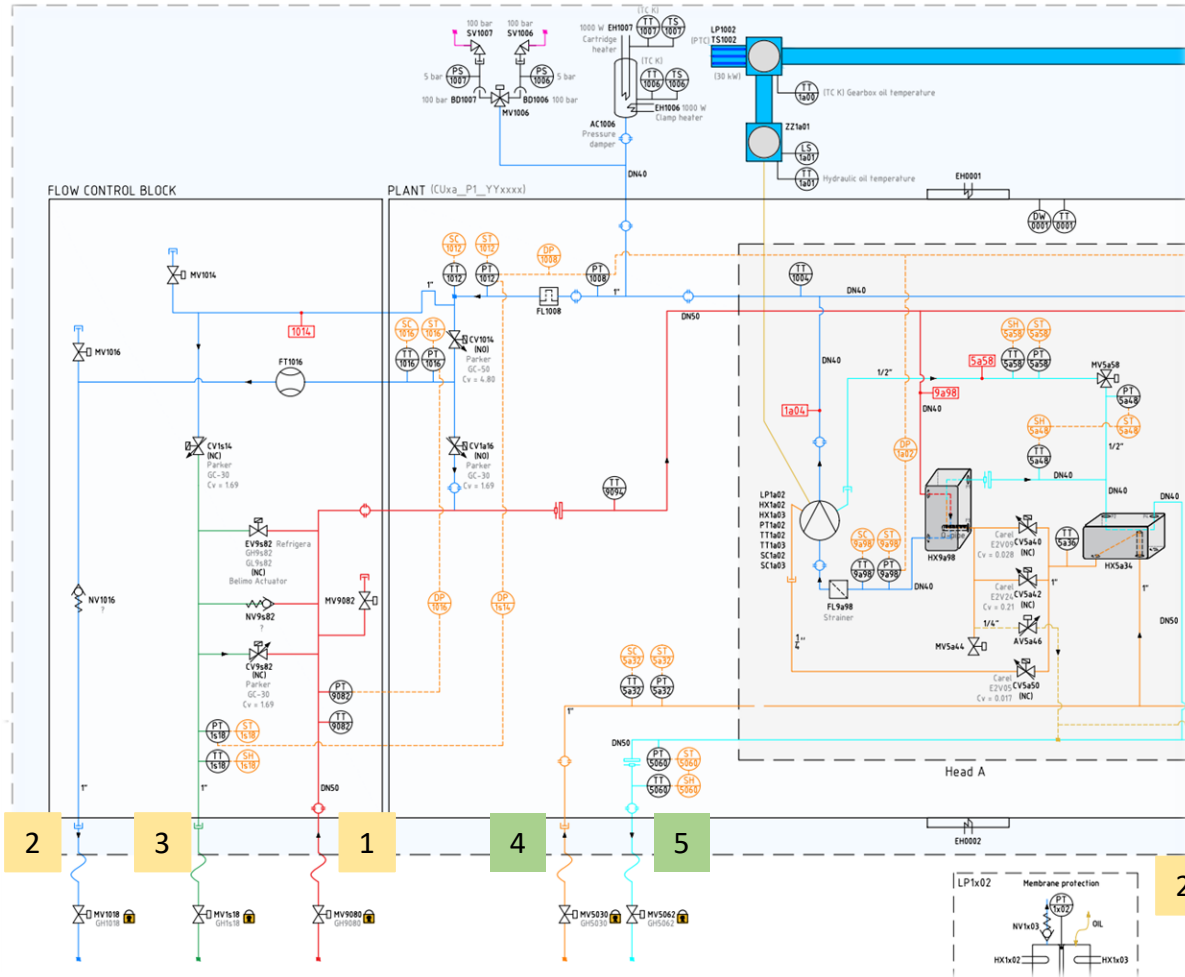 100 bar
SV1007
100 bar
SV1006
5 bar
PS
1007
PS
1006
5 bar
100 bar BD1007
BD1006 100 bar
MV1006
1000 W EH1007
Cartridge
heater
(TC K)
TT
1007
TS
1007
(TC K)
TT
1006
TS
1006
EH1006 1000 W
Clamp heater
AC1006
Pressure
damper
DN40
LP1002
TS1002
(PTC)
(30 kW)
TT
1a00
(TC K) Gearbox oil temperature
ZZ1a01
LS
1a01
TT
1a01
Hydraulic oil temperature
EH0001
DW
0001
TT
0001
FLOW CONTROL BLOCK
PLANT (CUxa__P1_YYxxxx)
MV1014
1"
1014
MV1016
FT1016
SC
1012
ST
1012
TT
1012
PT
1012
DP
1008
PT
1008
FL1008
1"
SC
1016
ST
1016
TT
1016
PT
1016
CV1014
(NO)
Parker
GC-50
Cv = 4.80
CV1a16
(NO)
Parker
GC-30
Cv = 1.69
CV1s14
(NC)
Parker
GC-30
Cv = 1.69
EV9s82 Refrigera
GH9s82
GL9s82
(NC)
Belimo Actuator
NV9s82
?
CV9s82
(NC)
Parker
GC-30
Cv = 1.69
NV1016
?
MV9082
DP
1016
DP
1s14
PT
9082
TT
9082
PT
1s18
ST
1s18
TT
1s18
SH
1s18
1"
1"
DN50
TT
9094
DN50
TT
1004
DN40
DN40
1a04
1/2"
5a58
9a98
DN40
SH
5a58
ST
5a58
TT
5a58
PT
5a58
MV5a58
PT
5a48
SH
5a48
ST
5a48
TT
5a48
1/2"
DN40
DN40
DN40
DP
1a02
LP1a02
HX1a02
HX1a03
PT1a02
TT1a02
TT1a03
SC1a02
SC1a03
SC
9a98
ST
9a98
TT
9a98
PT
9a98
DN40
FL9a98
Strainer
HX9a98
Carel
E2V09
Cv = 0.028
CV5a40
(NC)
TT
5a36
HX5a34
Carel
E2V24
Cv = 0.21
CV5a42
(NC)
1"
1"
1/4"
AV5a46
MV5a44
Carel
E2V05
Cv = 0.017
CV5a50
(NC)
DN50
1/4"
SC
5a32
ST
5a32
TT
5a32
PT
5a32
1"
DN50
PT
5060
ST
5060
TT
5060
SH
5060
Head A
EH0002
2
3
1
4
5
2
MV1018
GH1018
MV1s18
GH1s18
MV9080
GH9080
MV5030
GH5030
MV5062
GH5062
LP1x02
Membrane protection
PT
1x02
NV1x03
OIL
HX1x02
HX1x03